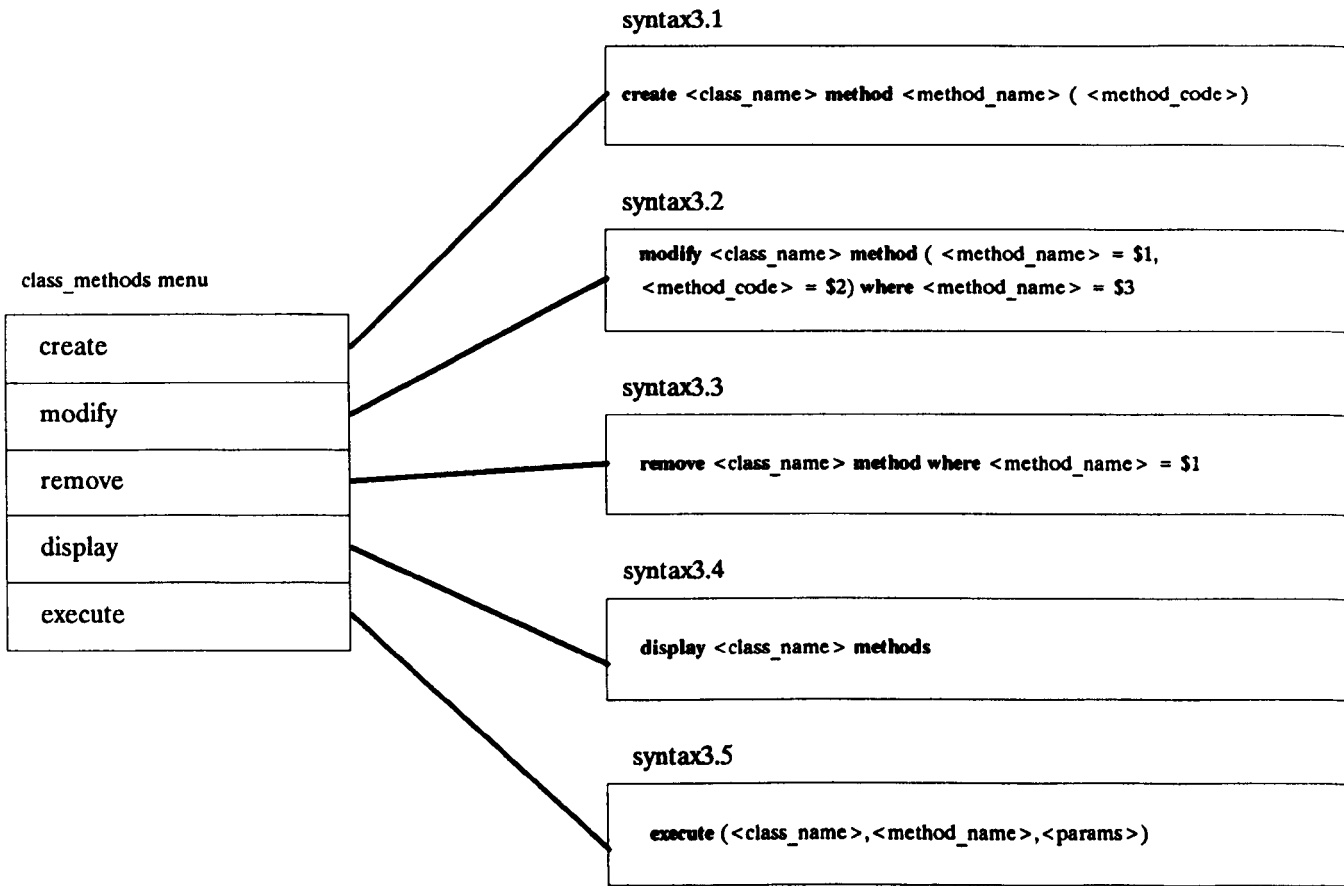 syntax3.1
create <class_name> method <method_name> ( <method_code>)
syntax3.2
modify <class_name> method ( <method_name> = $1,
<method_code> = $2) where <method_name> = $3
class_methods menu
create
modify
remove
display
execute
syntax3.3
remove <class_name> method where <method_name> = $1
syntax3.4
display <class_name> methods
syntax3.5
execute (<class_name>,<method_name>,<params>)